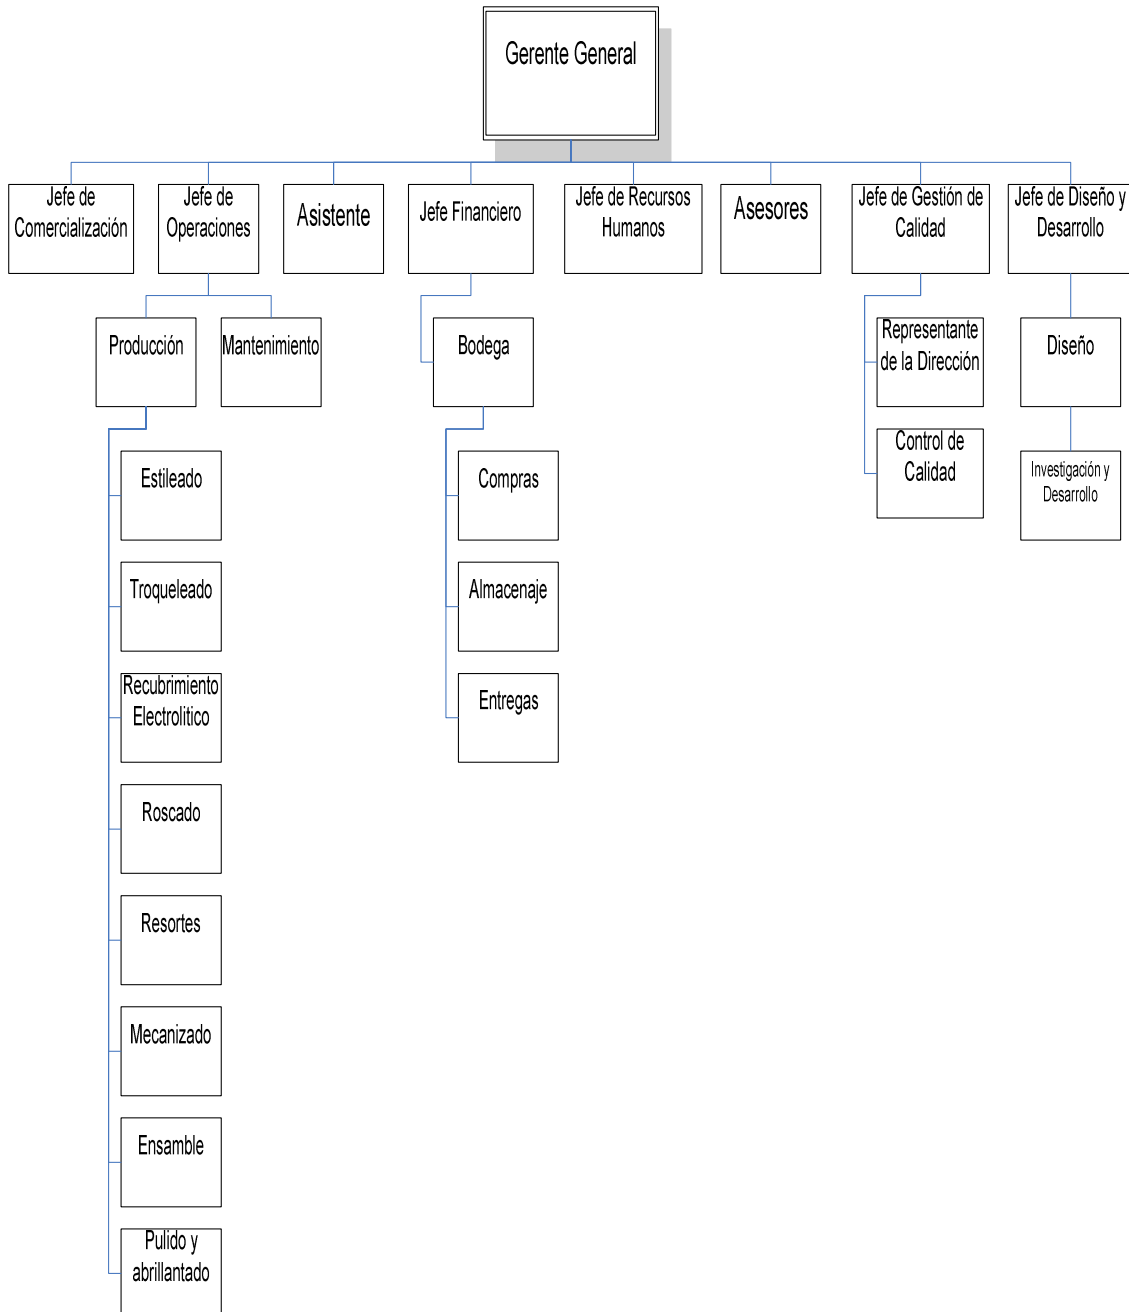 Gerente General
Jefe de
Comercialización
Jefe de
Operaciones
Asistente
Jefe Financiero
Jefe de Recursos
Humanos
Asesores
Jefe de Gestión de
Calidad
Jefe de Diseño y
Desarrollo
Producción
Mantenimiento
Bodega
Representante
de la Dirección
Diseño
Control de
Calidad
Estileado
Compras
Investigación y
Desarrollo
Troqueleado
Almacenaje
Recubrimiento
Electrolitico
Entregas
Roscado
Resortes
Mecanizado
Ensamble
Pulido y
abrillantado